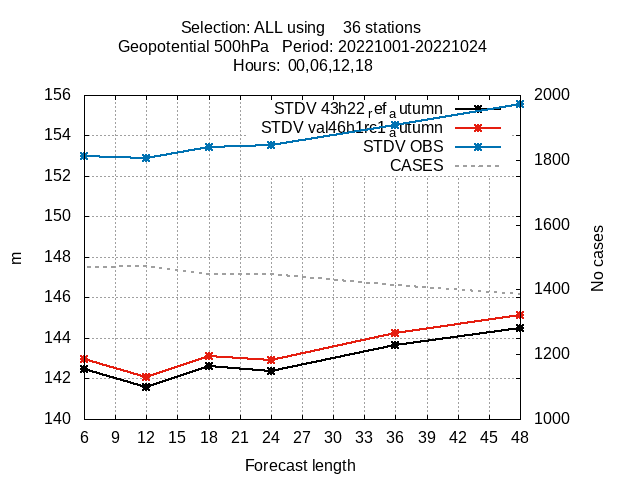 Selection: ALL using    36 stations
Geopotential 500hPa   Period: 20221001-20221024
Hours:  00,06,12,18
156
154
152
150
148
146
144
142
140
m
STDV 43h22_ref_autumn
STDV val46h1rc1_autumn
STDV OBS
CASES
2000
1800
1600
1400
1200
1000
No cases
6 9 12 15 18 21 24 27 30 33 36 39 42 45 48
Forecast length